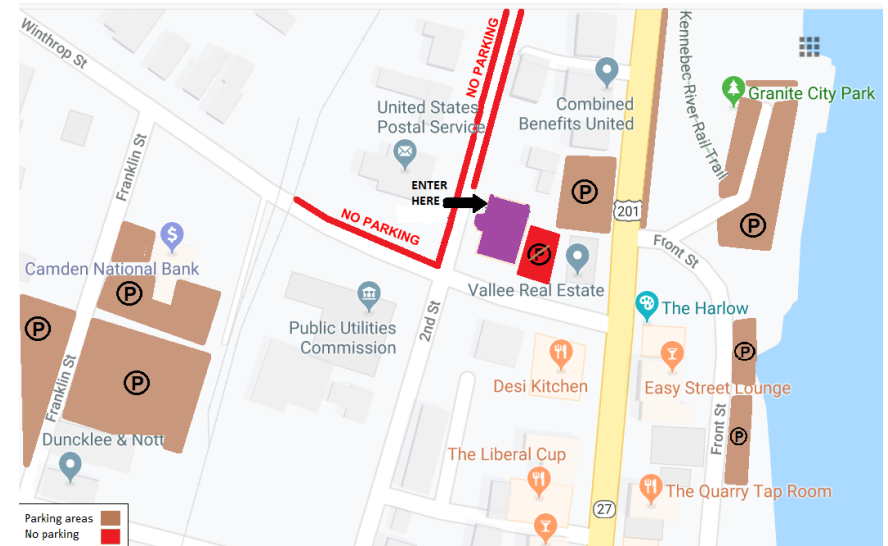 Winthrop St
NO PARKING
Kennebec River Rail Trail
Granite City Park
United States
Postal Service
Combined
Benefits United
Franklin St
ENTER
HERE
P
201
P
NO PARKING
P
Front St
$
Camden National Bank
Vallee Real Estate
The Harlow
P
P
Public Utilities
Commission
2nd St
P
P
Desi Kitchen
Easy Street Lounge
Franklin St
Front St
P
Duncklee & Nott
The Liberal Cup
The Quarry Tap Room
27
Parking areas
No parking